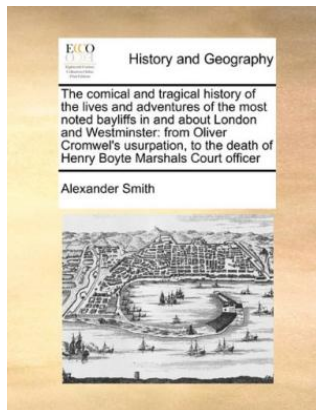 ECCO
History and Geography
The comical and tragical history of
the lives and adventures of the most
noted bayliffs in and about London
and Westminster: from Oliver
Cromwel's usurpation, to the death of
Henry Boyte Marshals Court officer
Alexander Smith